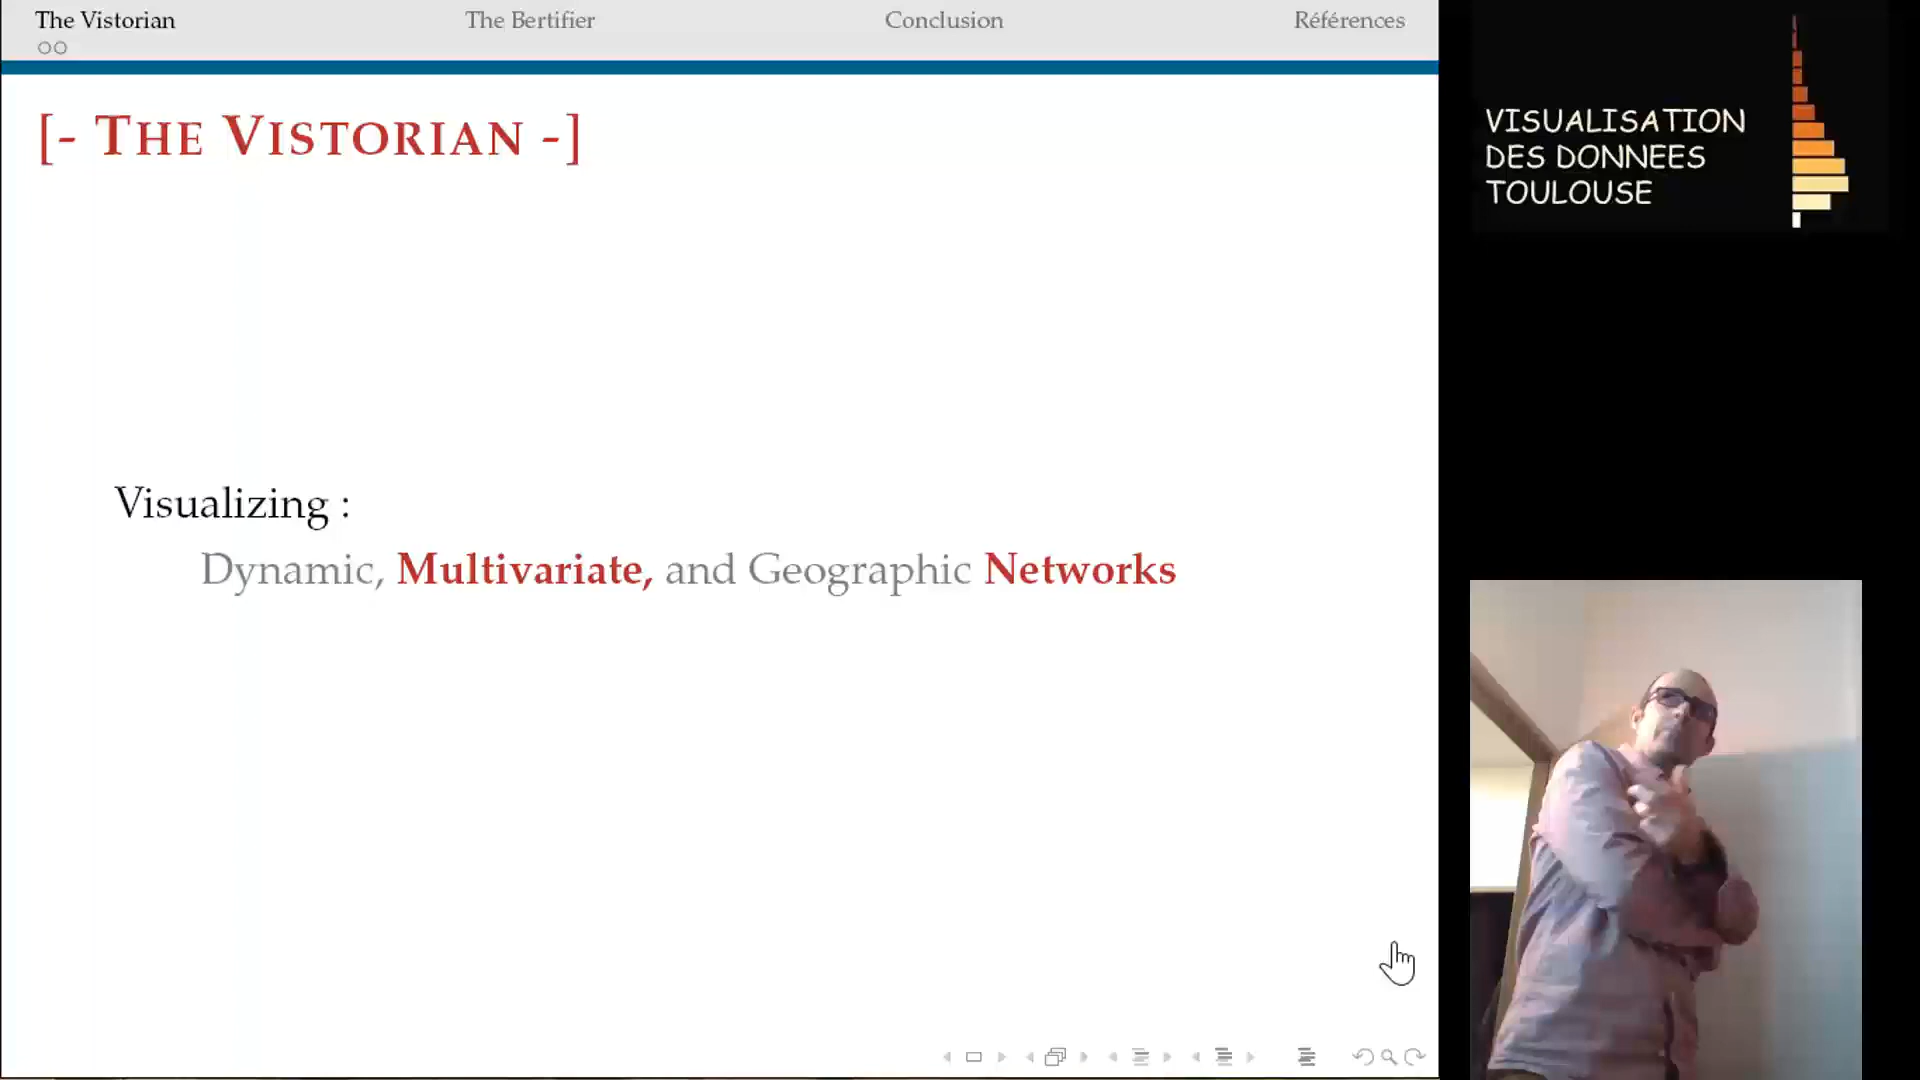 The Vistorian
The Bertifier
Conclusion
Références
[- THE VISTORIAN -]
Visualizing :
Dynamic, Multivariate, and Geographic Networks
VISUALISATION
DES DONNEES
TOULOUSE